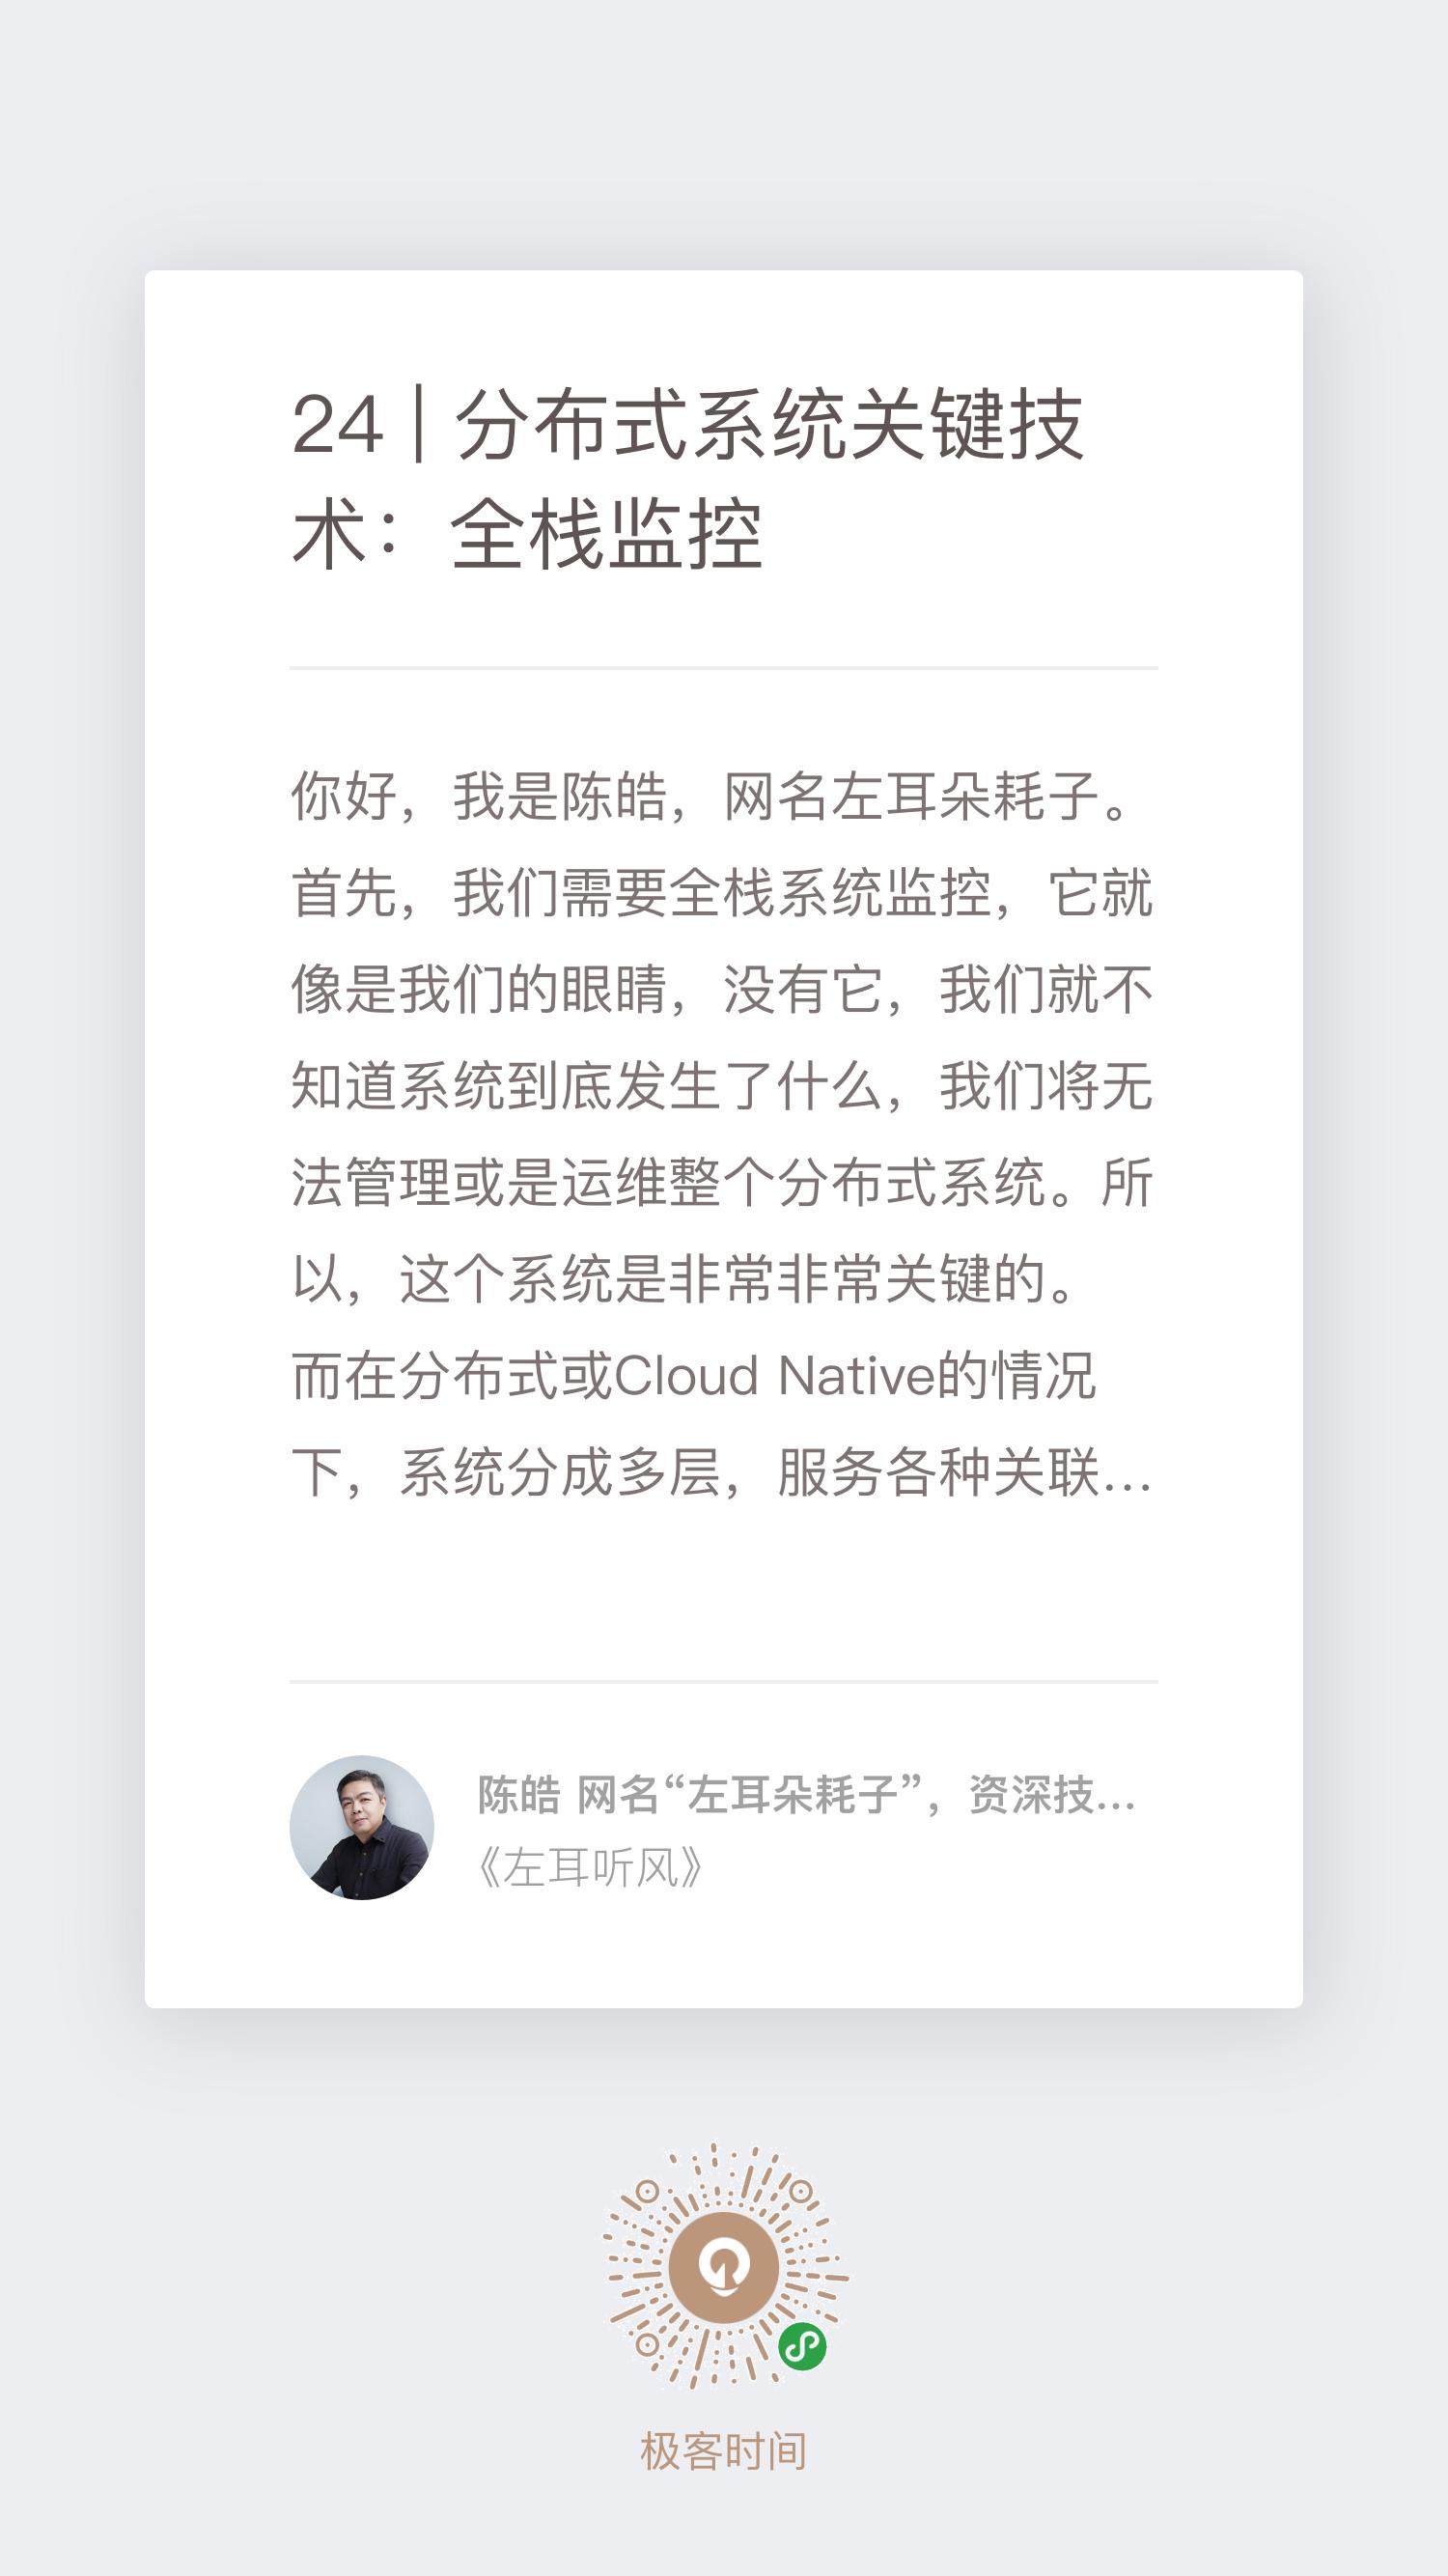 24 | 分布式系统关键技
术：全栈监控
你好，我是陈皓，网名左耳朵耗子。
首先，我们需要全栈系统监控，它就
像是我们的眼睛，没有它，我们就不
知道系统到底发生了什么，我们将无
法管理或是运维整个分布式系统。所
以，这个系统是非常非常关键的。
而在分布式或Cloud Native的情况
下，系统分成多层，服务各种关联...
陈皓 网名“左耳朵耗子”，资深技...
《左耳听风》
极客时间